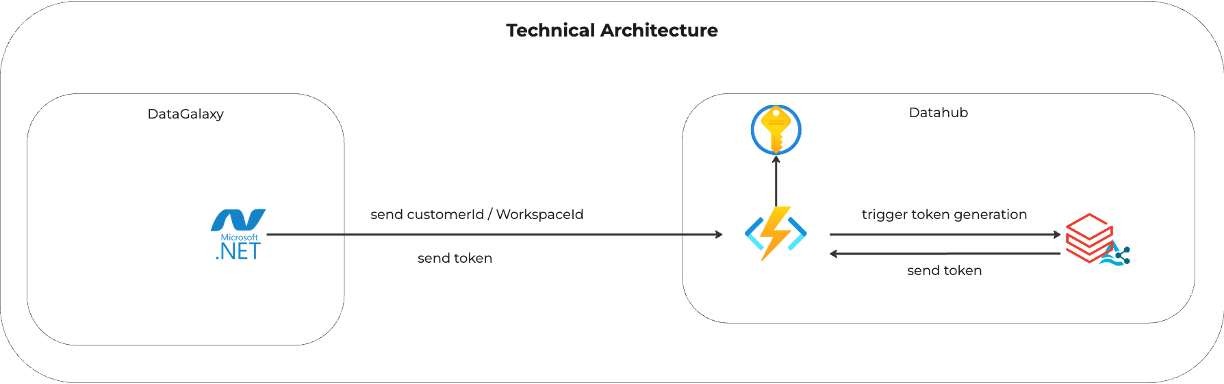 Technical Architecture
DataGalaxy
Datahub
send customerId / WorkspaceId
trigger token generation
Microsoft
.NET
send token
send token